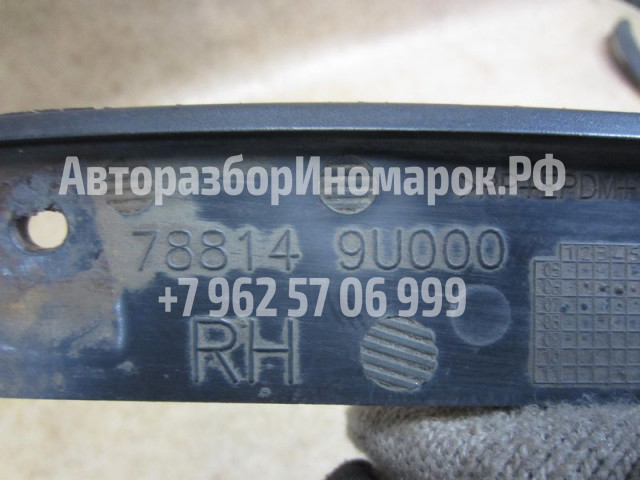 АвторазборИномарок.РФ
78814 9U000
+7 962 57 06 999
RH